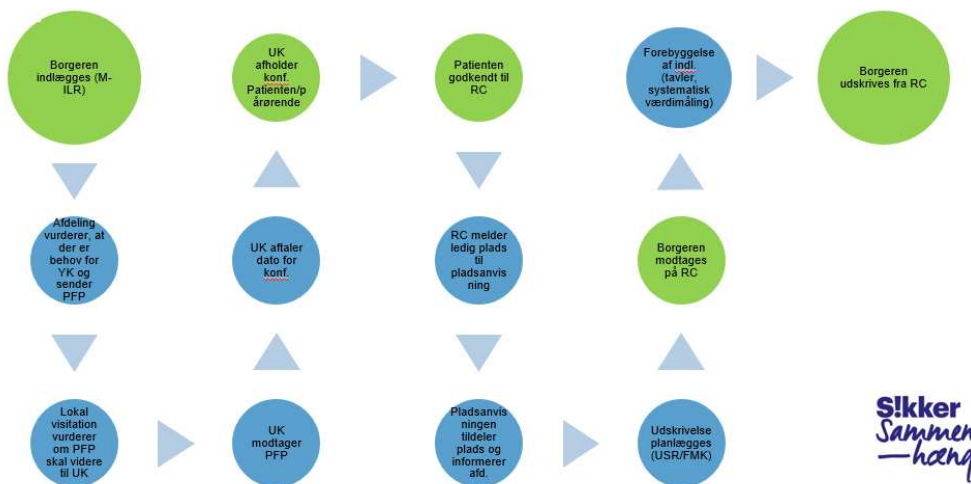 Borgeren
indlægges (M-
ILR)
Afdeling
vurderer, at
der er
behov for
YK og
sender
PFP
Lokal
visitation
vurderer
om PFP
skal videre
til UK
UK
modtager
PFP
UK aftaler
dato for
konf.
UK
afholder
konf.
Patienten/p
årørende
Patienten
godkendt til
RC
RC melder
ledig plads
til
pladsanvis
ning
Pladsanvis
ningen
tildeler
plads og
informerer
afd.
Udskrivelse
planlægges
(USR/FMK)
Borgeren
modtages
på RC
Forebyggelse
af indl.
(tavler,
systematisk
værdimåling)
Borgeren
udskrives fra RC
S!kker
Sammen
hæng